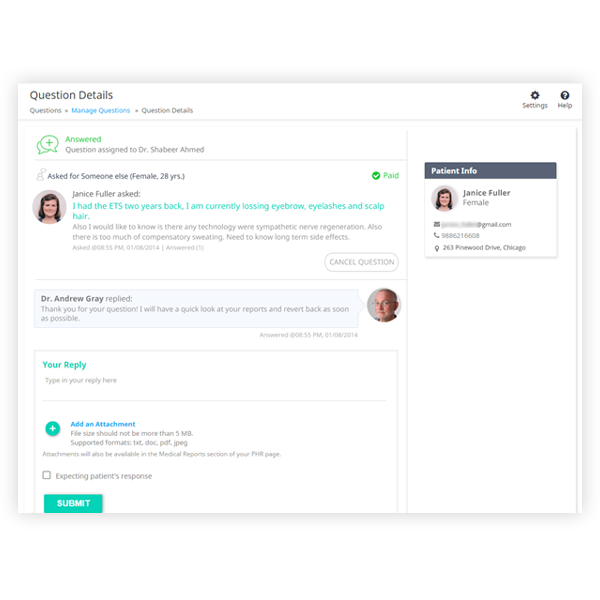 Question Details
Settings
Help
Questions » Manage Questions » Question Details
Answered
Question assigned to Dr. Shabeer Ahmed
Asked for Someone else (Female, 28 yrs.)
Paid
Janice Fuller asked:
I had the ETS two years back, I am currently lossing eyebrow, eyelashes and scalp
hair.
Also I would like to know is there any technology were sympathetic nerve regeneration. Also
there is too much of compensatory sweating. Need to know long term side effects.
Asked @08:55 PM, 01/08/2014 | Answered (1)
CANCEL QUESTION
Dr. Andrew Gray replied:
Thank you for your question! I will have a quick look at your reports and revert back as soon
as possible.
Answered @08:55 PM, 01/08/2014
Your Reply
Type in your reply here
Add an Attachment
File size should not be more than 5 MB.
Supported formats: txt, doc, pdf, jpeg
Attachments will also be available in the Medical Reports section of your PHR page.
Expecting patient's response
SUBMIT
Patient Info
Janice Fuller
Female
@gmail.com
9886216608
263 Pinewood Drive, Chicago